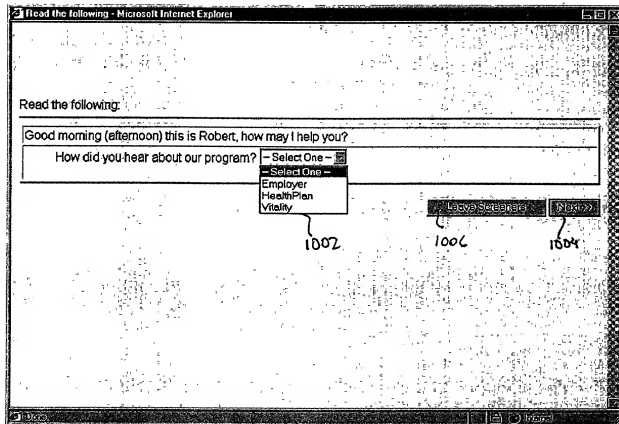 Read the following - Microsoft Internet Explorer
Read the following:
Good morning (afternoon) this is Robert, how may I help you?
How did you hear about our program? - Select One -
- Select One -
Employer
HealthPlan
Vitality
Leave Screeners Next >>
1002 1006 1004
Done